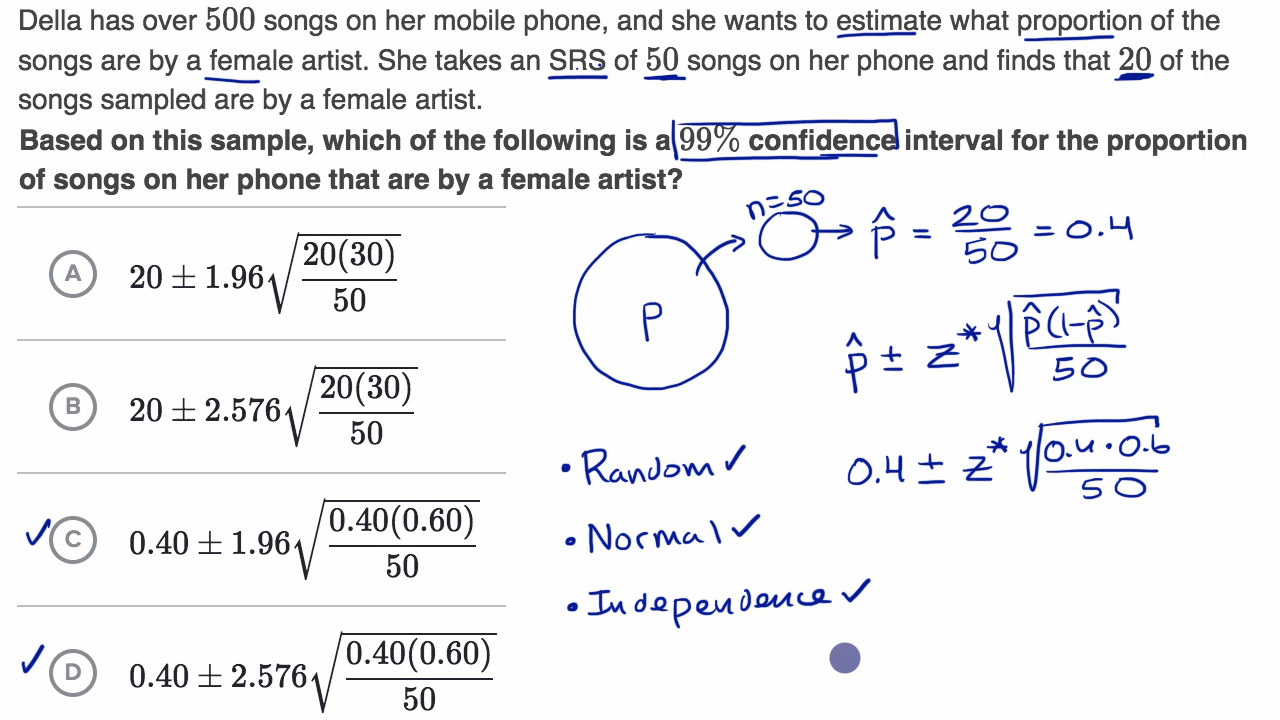 Della has over 500 songs on her mobile phone, and she wants to estimate what proportion of the
songs are by a female artist. She takes an SRS of 50 songs on her phone and finds that 20 of the
songs sampled are by a female artist.
Based on this sample, which of the following is a 99% confidence interval for the proportion
of songs on her phone that are by a female artist?
A 20 ± 1.96√(20(30)/50)
B 20 ± 2.576√(20(30)/50)
✓ C 0.40 ± 1.96√(0.40(0.60)/50)
✓ D 0.40 ± 2.576√(0.40(0.60)/50)
n=50
P
p̂ = 20/50 = 0.4
p̂ ± z*√(p̂(1-p̂)/50)
0.4 ± z*√(0.4·0.6/50)
• Random ✓
• Normal ✓
• Independence ✓